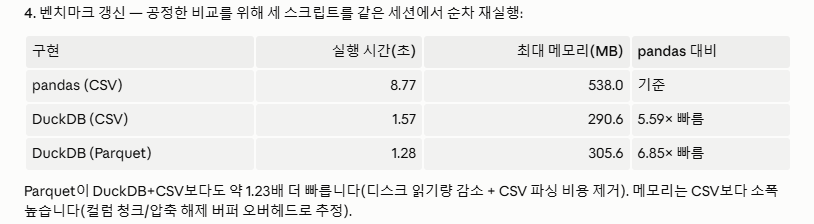 4. 벤치마크 갱신 — 공정한 비교를 위해 세 스크립트를 같은 세션에서 순차 재실행:
구현 실행 시간(초) 최대 메모리(MB) pandas 대비
pandas (CSV) 8.77 538.0 기준
DuckDB (CSV) 1.57 290.6 5.59× 빠름
DuckDB (Parquet) 1.28 305.6 6.85× 빠름
Parquet이 DuckDB+CSV보다도 약 1.23배 더 빠릅니다(디스크 읽기량 감소 + CSV 파싱 비용 제거). 메모리는 CSV보다 소폭
높습니다(컬럼 청크/압축 해제 버퍼 오버헤드로 추정).